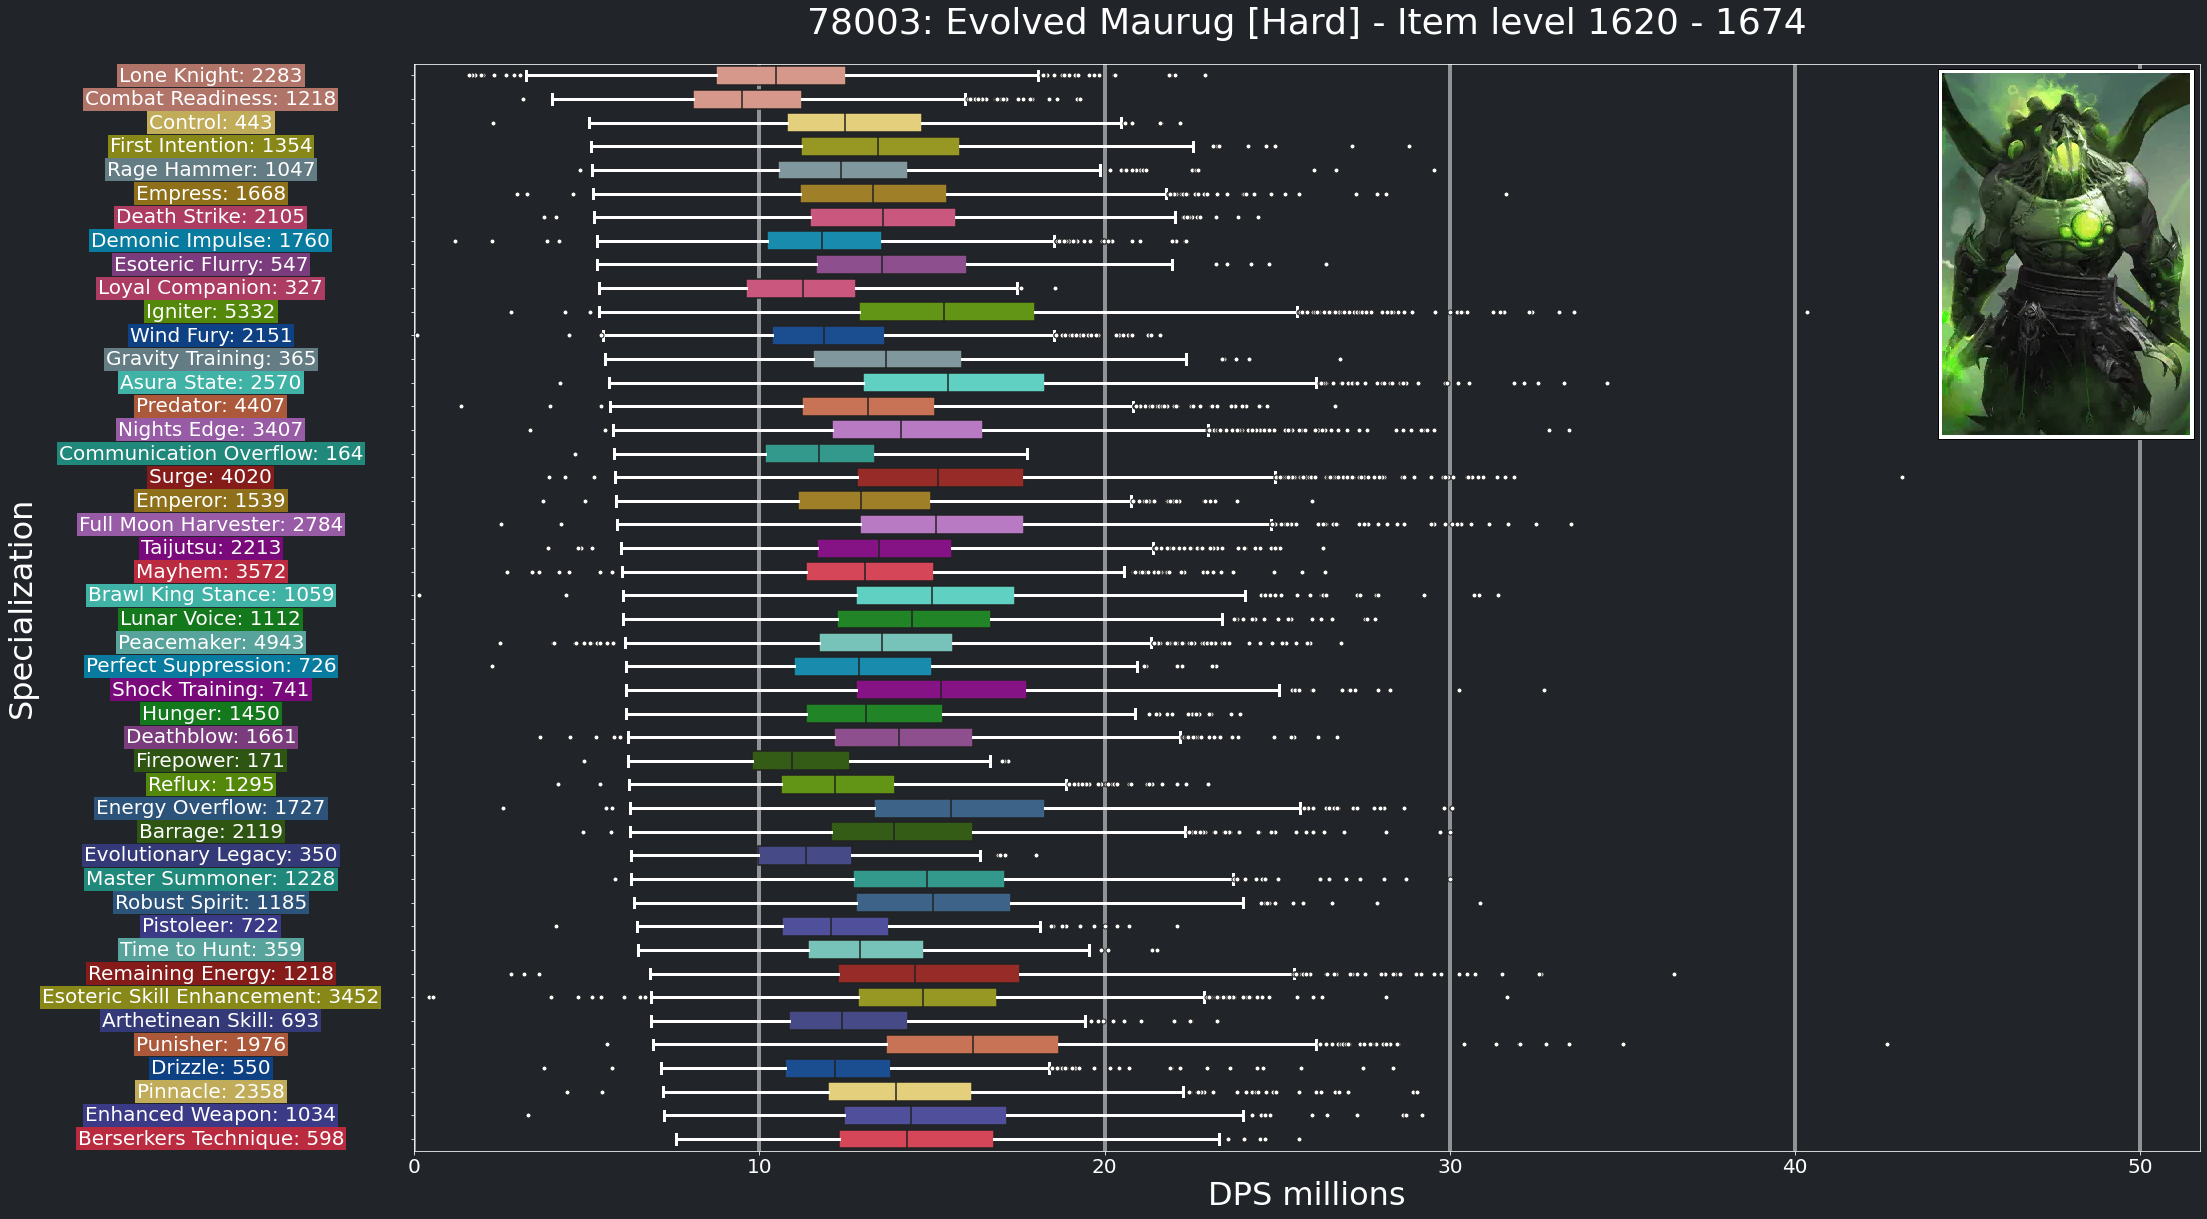 78003: Evolved Maurug [Hard] - Item level 1620 - 1674
Lone Knight: 2283
Combat Readiness: 1218
Control: 443
First Intention: 1354
Rage Hammer: 1047
Empress: 1668
Death Strike: 2105
Demonic Impulse: 1760
Esoteric Flurry: 547
Loyal Companion: 327
Igniter: 5332
Wind Fury: 2151
Gravity Training: 365
Asura State: 2570
Predator: 4407
Nights Edge: 3407
Communication Overflow: 164
Surge: 4020
Emperor: 1539
Full Moon Harvester: 2784
Taijutsu: 2213
Mayhem: 3572
Brawl King Stance: 1059
Lunar Voice: 1112
Peacemaker: 4943
Perfect Suppression: 726
Shock Training: 741
Hunger: 1450
Deathblow: 1661
Firepower: 171
Reflux: 1295
Energy Overflow: 1727
Barrage: 2119
Evolutionary Legacy: 350
Master Summoner: 1228
Robust Spirit: 1185
Pistoleer: 722
Time to Hunt: 359
Remaining Energy: 1218
Esoteric Skill Enhancement: 3452
Arthetinean Skill: 693
Punisher: 1976
Drizzle: 550
Pinnacle: 2358
Enhanced Weapon: 1034
Berserkers Technique: 598
Specialization
0 10 20 30 40 50
DPS millions